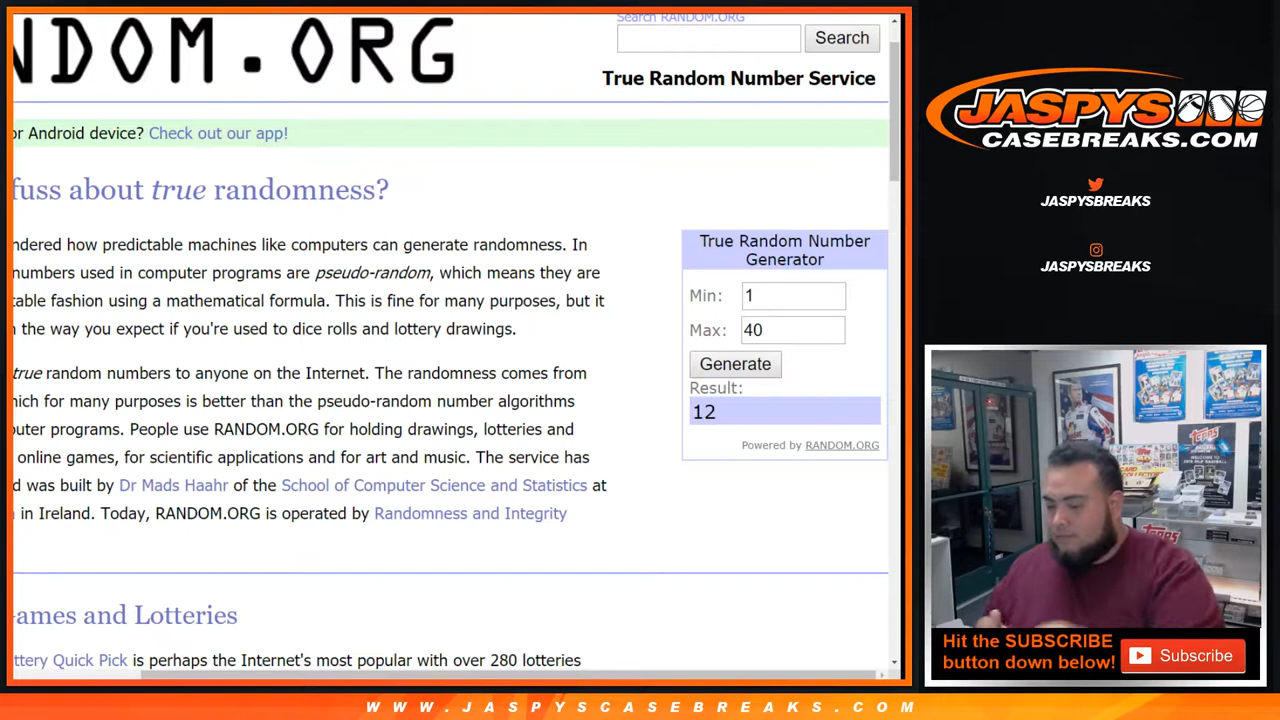 NDOM.ORG
Search RANDOM.ORG
Search
True Random Number Service
or Android device? Check out our app!
fuss about true randomness?
ndered how predictable machines like computers can generate randomness. In
numbers used in computer programs are pseudo-random, which means they are
table fashion using a mathematical formula. This is fine for many purposes, but it
n the way you expect if you're used to dice rolls and lottery drawings.
true random numbers to anyone on the Internet. The randomness comes from
hich for many purposes is better than the pseudo-random number algorithms
puter programs. People use RANDOM.ORG for holding drawings, lotteries and
online games, for scientific applications and for art and music. The service has
d was built by Dr Mads Haahr of the School of Computer Science and Statistics at
in Ireland. Today, RANDOM.ORG is operated by Randomness and Integrity
ames and Lotteries
ttery Quick Pick is perhaps the Internet's most popular with over 280 lotteries
True Random Number
Generator
Min: 1
Max: 40
Generate
Result:
12
Powered by RANDOM.ORG
JASPYS
CASEBREAKS.COM
JASPYSBREAKS
JASPYSBREAKS
topps
WELCOME TO
topps
Hit the SUBSCRIBE
button down below!
Subscribe
WWW.JASPYSCASEBREAKS.COM